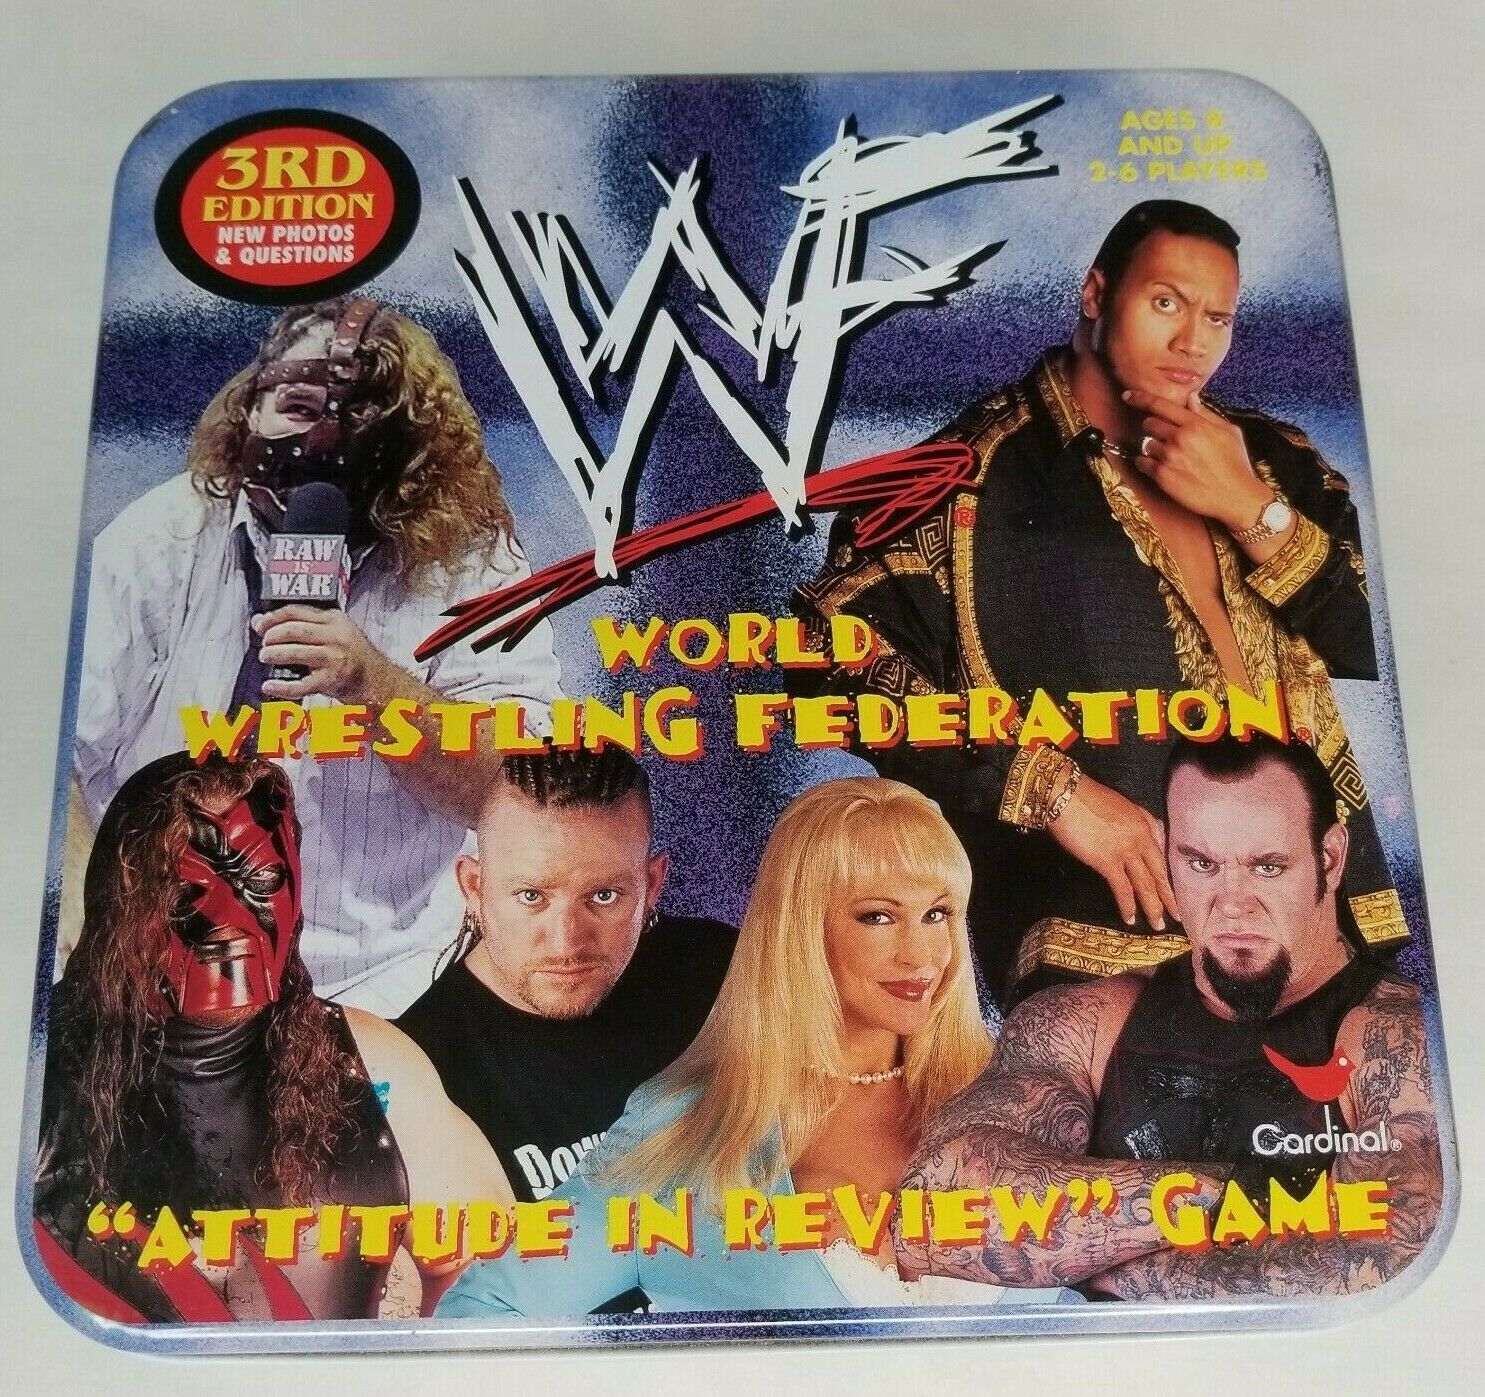 3RD
EDITION
NEW PHOTOS
& QUESTIONS
WF
AGES 8
AND UP
2-6 PLAYERS
RAW
IS
WAR
®
WORLD
WRESTLING FEDERATION®
Cardinal®
"ATTITUDE IN REVIEW" GAME